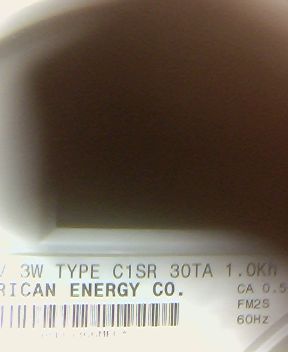 3W TYPE C1SR 30TA 1.0Kh
RICAN ENERGY CO.
CA 0.5
FM2S
60Hz